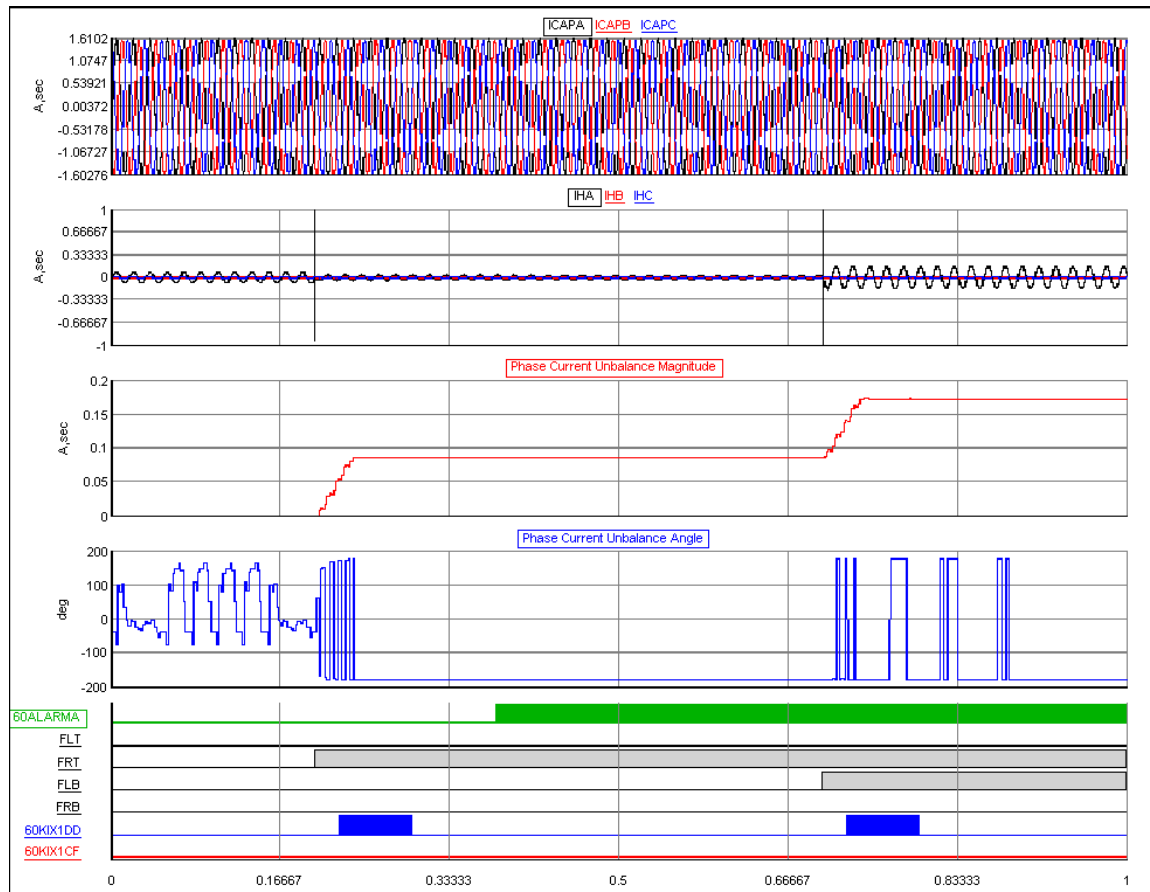 ICAPA ICAPB ICAPC
1.6102
1.0747
0.53921
0.00372
-0.53178
-1.06727
-1.60276
A,sec
IHA IHB IHC
1
0.66667
0.33333
0
-0.33333
-0.66667
-1
A,sec
Phase Current Unbalance Magnitude
0.2
0.15
0.1
0.05
0
A,sec
Phase Current Unbalance Angle
200
100
0
-100
-200
deg
60ALARMA
FLT
FRT
FLB
FRB
60KIX1DD
60KIX1CF
0 0.16667 0.33333 0.5 0.66667 0.83333 1